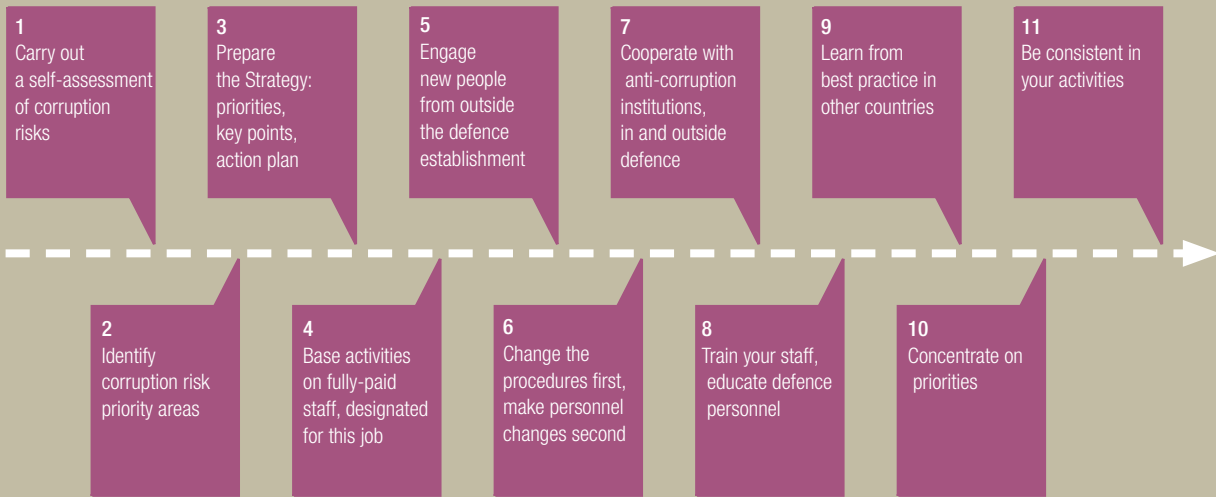 1
Carry out
a self-assessment
of corruption
risks
2
Identify
corruption risk
priority areas
3
Prepare
the Strategy:
priorities,
key points,
action plan
4
Base activities
on fully-paid
staff, designated
for this job
5
Engage
new people
from outside
the defence
establishment
6
Change the
procedures first,
make personnel
changes second
7
Cooperate with
anti-corruption
institutions,
in and outside
defence
8
Train your staff,
educate defence
personnel
9
Learn from
best practice in
other countries
10
Concentrate on
priorities
11
Be consistent in
your activities